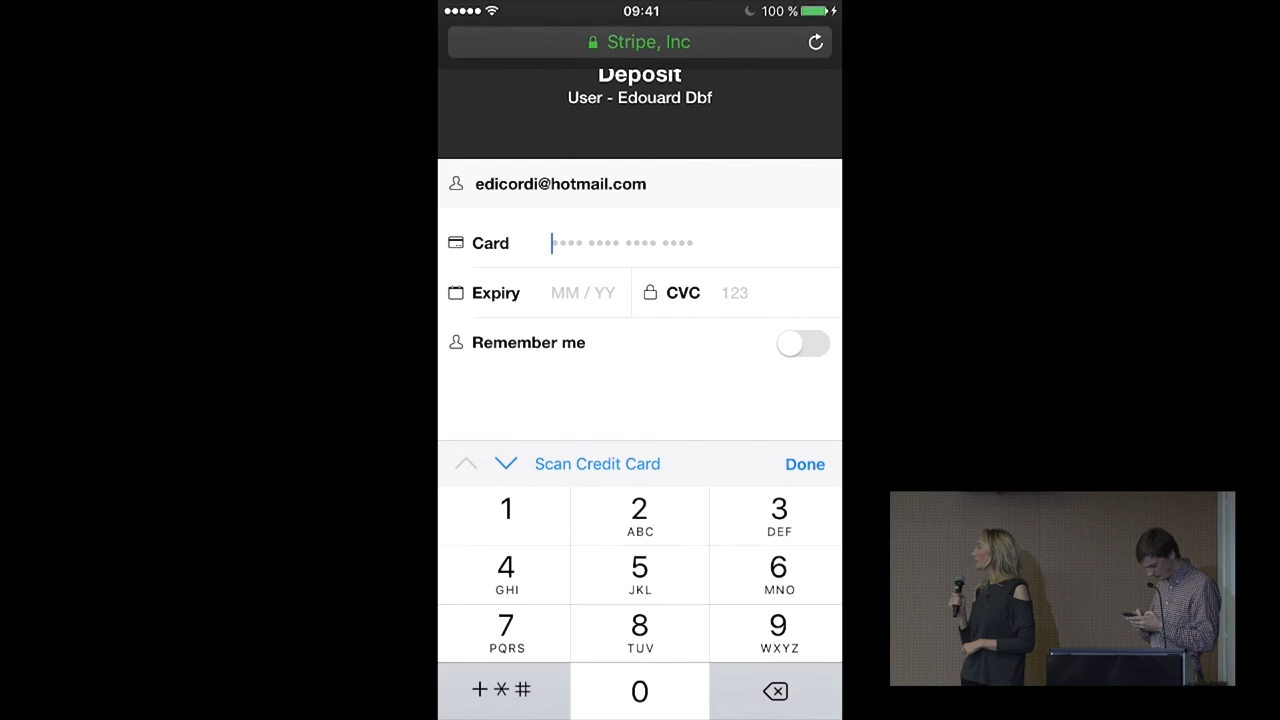 09:41
100 %
Stripe, Inc
Deposit
User - Edouard Dbf
edicordi@hotmail.com
Card
Expiry MM / YY CVC 123
Remember me
Scan Credit Card Done
1 2 3
ABC DEF
4 5 6
GHI JKL MNO
7 8 9
PQRS TUV WXYZ
+*# 0